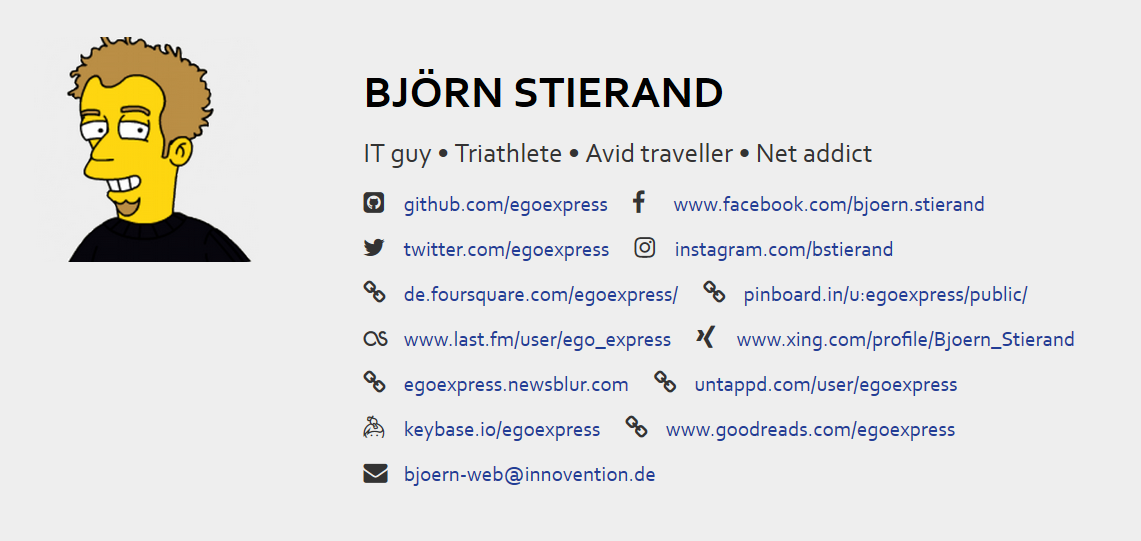 BJÖRN STIERAND
IT guy • Triathlete • Avid traveller • Net addict
github.com/egoexpress www.facebook.com/bjoern.stierand
twitter.com/egoexpress instagram.com/bstierand
de.foursquare.com/egoexpress/ pinboard.in/u:egoexpress/public/
www.last.fm/user/ego_express www.xing.com/profile/Bjoern_Stierand
egoexpress.newsblur.com untappd.com/user/egoexpress
keybase.io/egoexpress www.goodreads.com/egoexpress
bjoern-web@innovention.de